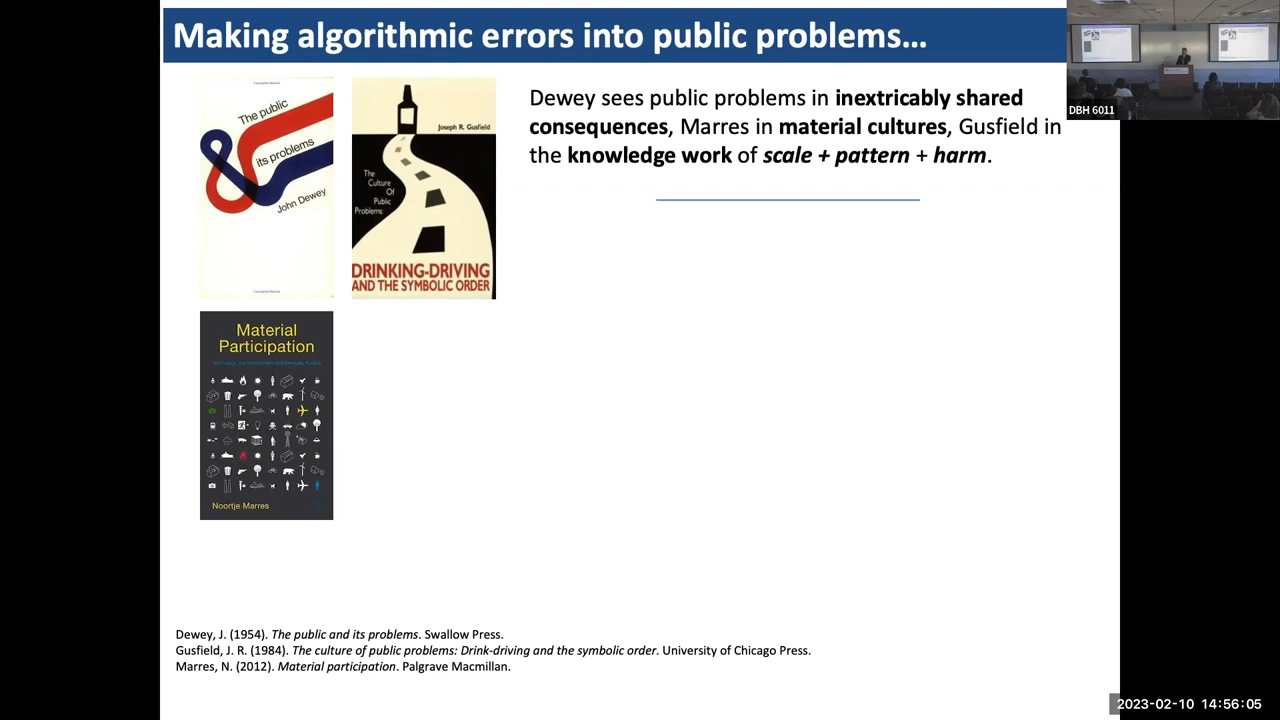 Making algorithmic errors into public problems...
DBH 6011
The public
&
its problems
John Dewey
Joseph R. Gusfield
The
Culture
Of
Public
Problems:
DRINKING-DRIVING
AND THE SYMBOLIC ORDER
Dewey sees public problems in inextricably shared
consequences, Marres in material cultures, Gusfield in
the knowledge work of scale + pattern + harm.
Material
Participation
Noortje Marres
Dewey, J. (1954). The public and its problems. Swallow Press.
Gusfield, J. R. (1984). The culture of public problems: Drink-driving and the symbolic order. University of Chicago Press.
Marres, N. (2012). Material participation. Palgrave Macmillan.
2023-02-10 14:56:05